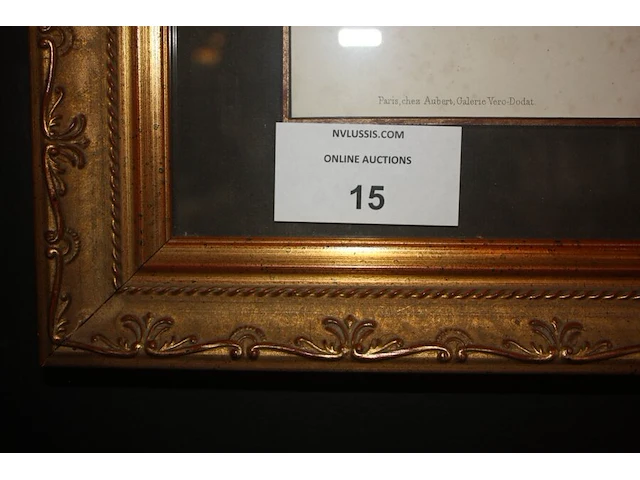 Paris, chez Aubert, Galerie Vero-Dodat.
NVLUSSIS.COM
ONLINE AUCTIONS
15